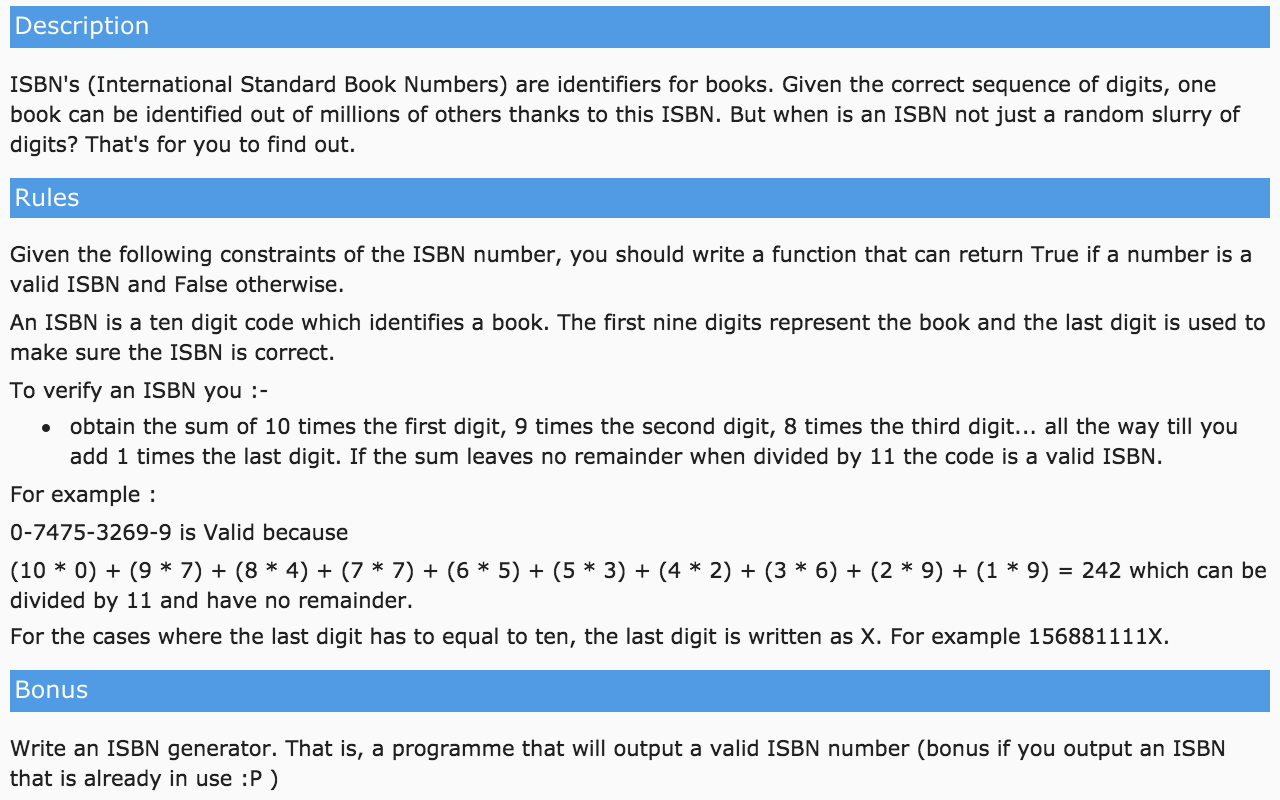 Description
ISBN's (International Standard Book Numbers) are identifiers for books. Given the correct sequence of digits, one
book can be identified out of millions of others thanks to this ISBN. But when is an ISBN not just a random slurry of
digits? That's for you to find out.
Rules
Given the following constraints of the ISBN number, you should write a function that can return True if a number is a
valid ISBN and False otherwise.
An ISBN is a ten digit code which identifies a book. The first nine digits represent the book and the last digit is used to
make sure the ISBN is correct.
To verify an ISBN you :-
• obtain the sum of 10 times the first digit, 9 times the second digit, 8 times the third digit... all the way till you
add 1 times the last digit. If the sum leaves no remainder when divided by 11 the code is a valid ISBN.
For example :
0-7475-3269-9 is Valid because
(10 * 0) + (9 * 7) + (8 * 4) + (7 * 7) + (6 * 5) + (5 * 3) + (4 * 2) + (3 * 6) + (2 * 9) + (1 * 9) = 242 which can be
divided by 11 and have no remainder.
For the cases where the last digit has to equal to ten, the last digit is written as X. For example 156881111X.
Bonus
Write an ISBN generator. That is, a programme that will output a valid ISBN number (bonus if you output an ISBN
that is already in use :P )